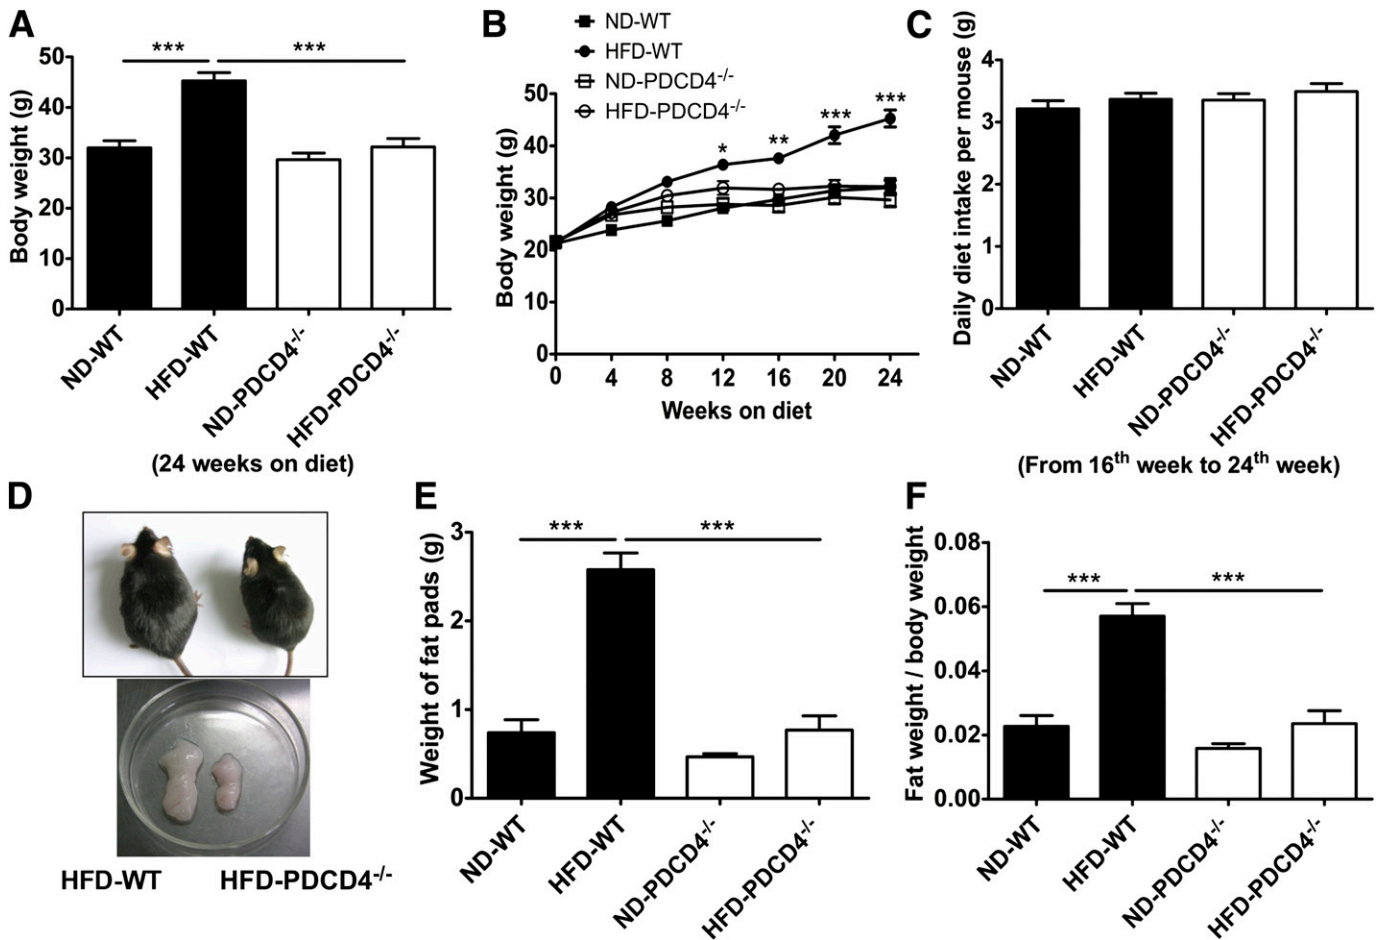 A
Body weight (g)
***
***
50
40
30
20
10
0
ND-WT
HFD-WT
ND-PDCD4-/-
HFD-PDCD4-/-
(24 weeks on diet)
B
ND-WT
HFD-WT
ND-PDCD4-/-
HFD-PDCD4-/-
Body weight (g)
50
40
30
20
10
0
*
**
***
***
0 4 8 12 16 20 24
Weeks on diet
C
Daily diet intake per mouse (g)
4
3
2
1
0
ND-WT
HFD-WT
ND-PDCD4-/-
HFD-PDCD4-/-
(From 16th week to 24th week)
D
HFD-WT HFD-PDCD4-/-
E
Weight of fat pads (g)
***
***
3
2
1
0
ND-WT
HFD-WT
ND-PDCD4-/-
HFD-PDCD4-/-
F
Fat weight / body weight
***
***
0.08
0.06
0.04
0.02
0.00
ND-WT
HFD-WT
ND-PDCD4-/-
HFD-PDCD4-/-